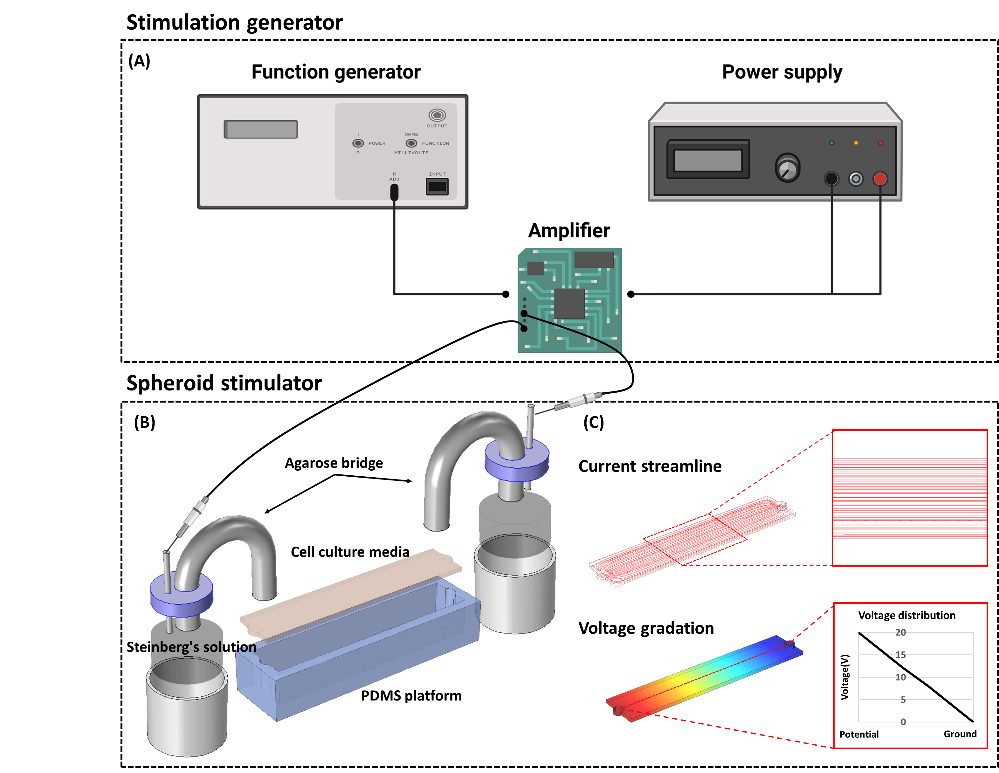 Stimulation generator
(A)
Function generator
Power supply
OUTPUT
I
OHMS
POWER
FUNCTION
O
MILLIVOLTS
R
ADJ
INPUT
Amplifier
Spheroid stimulator
(B)
(C)
Agarose bridge
Current streamline
Cell culture media
Voltage gradation
Steinberg's solution
PDMS platform
Voltage distribution
20
15
10
5
0
Voltage(V)
Potential
Ground